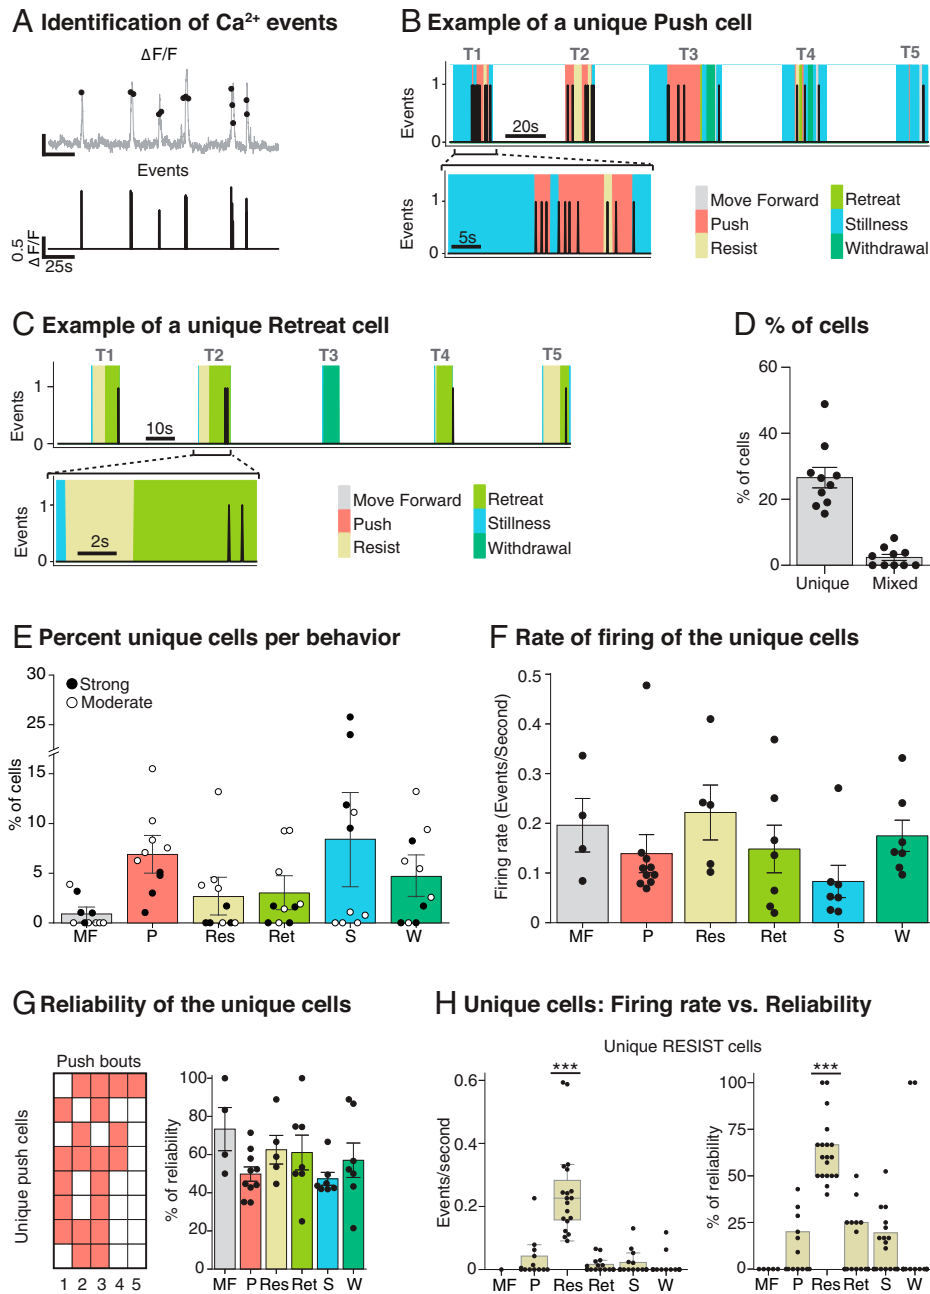 A Identification of Ca²⁺ events
ΔF/F
Events
0.5
ΔF/F
25s
B Example of a unique Push cell
T1 T2 T3 T4 T5
Events
1
0
20s
Events
1
0
5s
Move Forward
Push
Resist
Retreat
Stillness
Withdrawal
C Example of a unique Retreat cell
T1 T2 T3 T4 T5
Events
1
0
10s
Events
1
0
2s
Move Forward
Push
Resist
Retreat
Stillness
Withdrawal
D % of cells
% of cells
60
40
20
0
Unique Mixed
E Percent unique cells per behavior
Strong
Moderate
% of cells
30
25
15
10
5
0
MF P Res Ret S W
F Rate of firing of the unique cells
Firing rate (Events/Second)
0.5
0.4
0.3
0.2
0.1
0
MF P Res Ret S W
G Reliability of the unique cells
Push bouts
Unique push cells
1 2 3 4 5
% of reliability
100
80
60
40
20
0
MF P Res Ret S W
H Unique cells: Firing rate vs. Reliability
Unique RESIST cells
***
Events/second
0.6
0.4
0.2
0
MF P Res Ret S W
***
% of reliability
100
75
50
25
0
MF P Res Ret S W